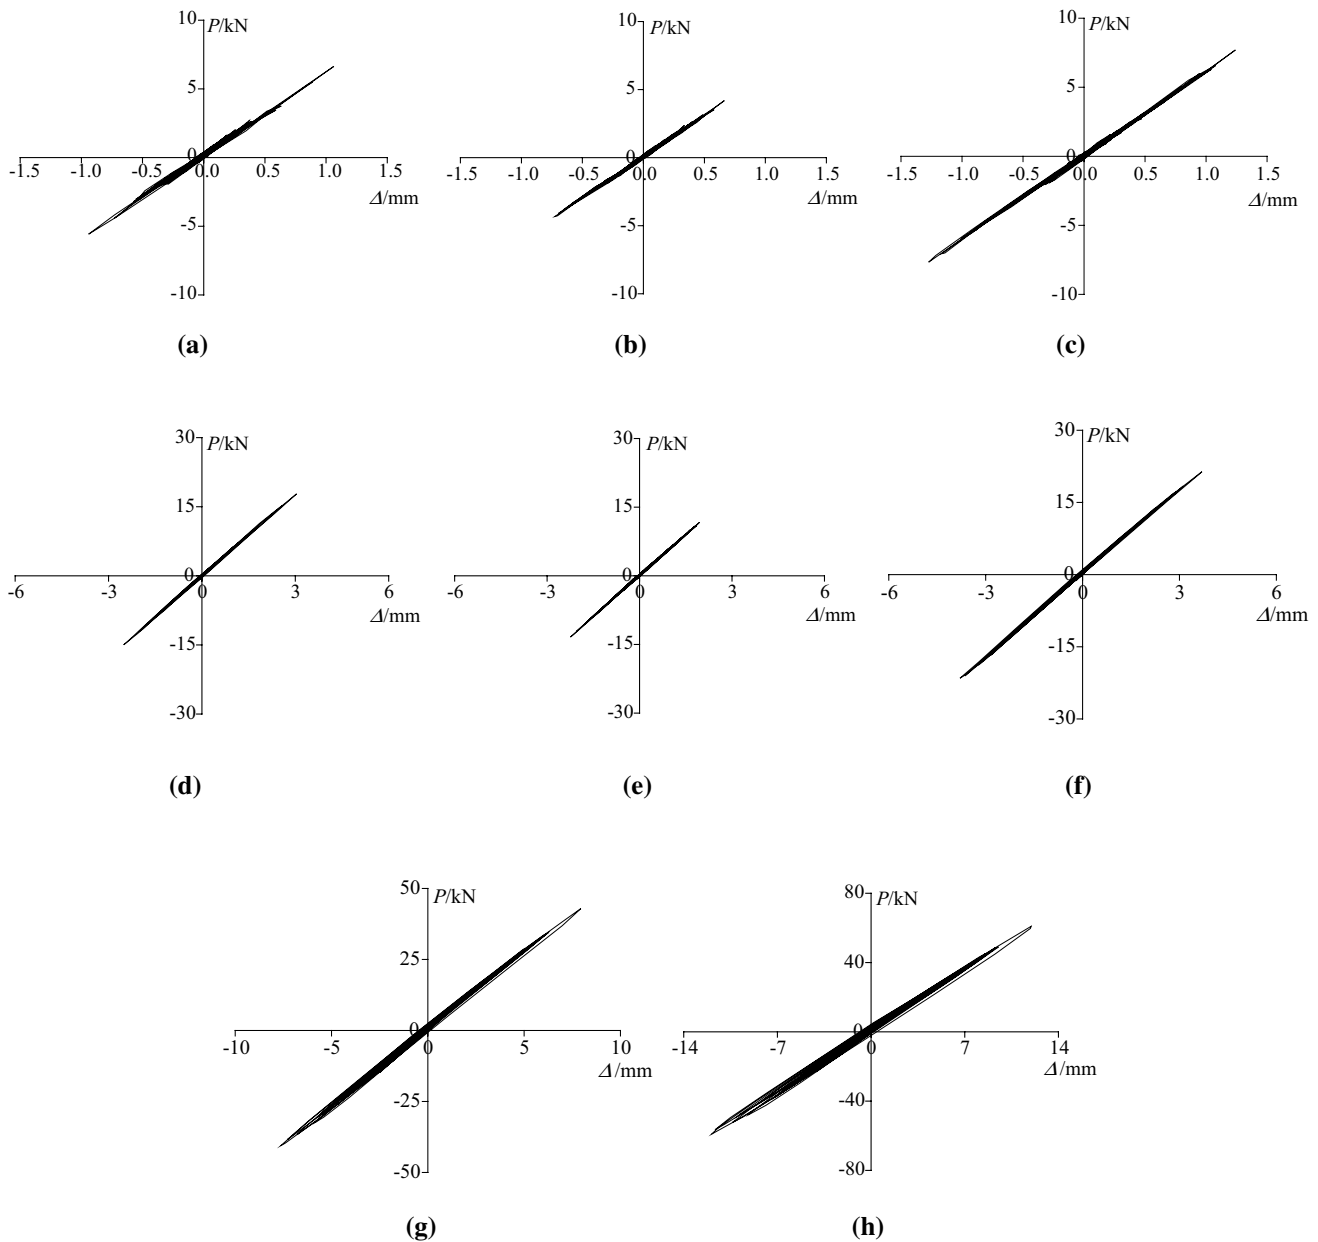 10 P/kN
5
0
-1.5 -1.0 -0.5 0.0 0.5 1.0 1.5
Δ/mm
-5
-10
(a)
10 P/kN
5
0
-1.5 -1.0 -0.5 0.0 0.5 1.0 1.5
Δ/mm
-5
-10
(b)
10 P/kN
5
0
-1.5 -1.0 -0.5 0.0 0.5 1.0 1.5
Δ/mm
-5
-10
(c)
30 P/kN
15
0
-6 -3 0 3 6
Δ/mm
-15
-30
(d)
30 P/kN
15
0
-6 -3 0 3 6
Δ/mm
-15
-30
(e)
30 P/kN
15
0
-6 -3 0 3 6
Δ/mm
-15
-30
(f)
50 P/kN
25
0
-10 -5 0 5 10
Δ/mm
-25
-50
(g)
80 P/kN
40
0
-14 -7 0 7 14
Δ/mm
-40
-80
(h)